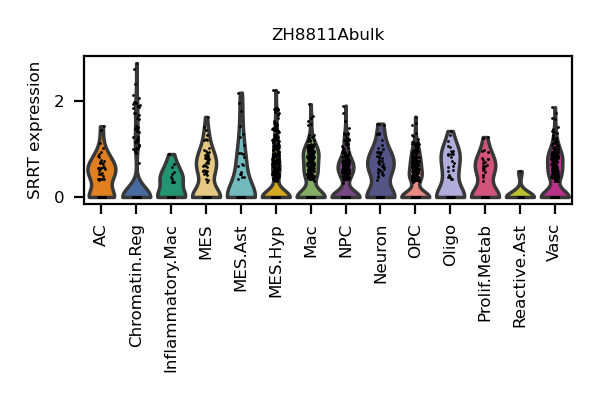 ZH8811Abulk
SRRT expression
2
0
AC
Chromatin.Reg
Inflammatory.Mac
MES
MES.Ast
MES.Hyp
Mac
NPC
Neuron
OPC
Oligo
Prolif.Metab
Reactive.Ast
Vasc